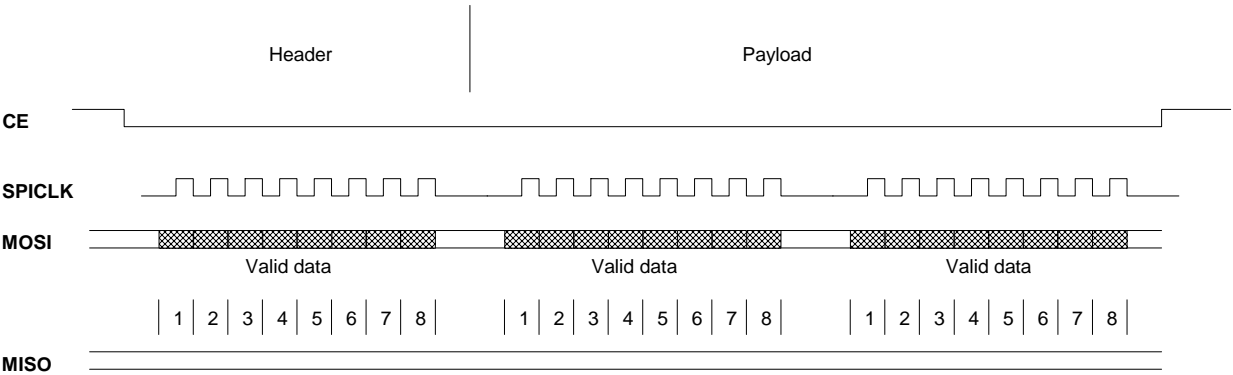 Header Payload
CE
SPICLK
MOSI
Valid data Valid data Valid data
1 2 3 4 5 6 7 8 1 2 3 4 5 6 7 8 1 2 3 4 5 6 7 8
MISO